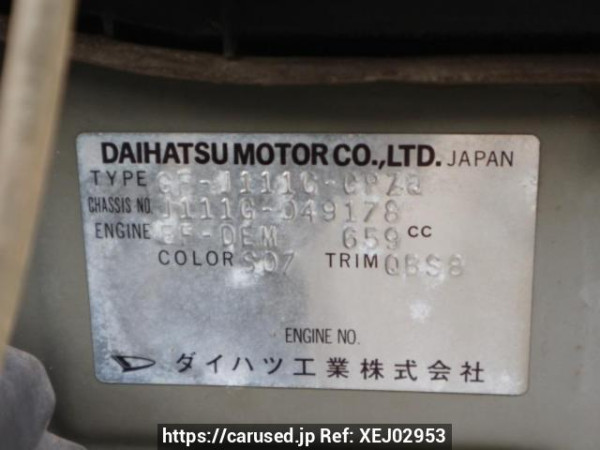 DAIHATSU MOTOR CO.,LTD. JAPAN
TYPE GF-J111G-GPZQ
CHASSIS NO. J111G-049178
ENGINE EF-DEM 659 CC
COLOR S07 TRIM QBS8
ENGINE NO.
ダイハツ工業株式会社
https://carused.jp Ref: XEJ02953